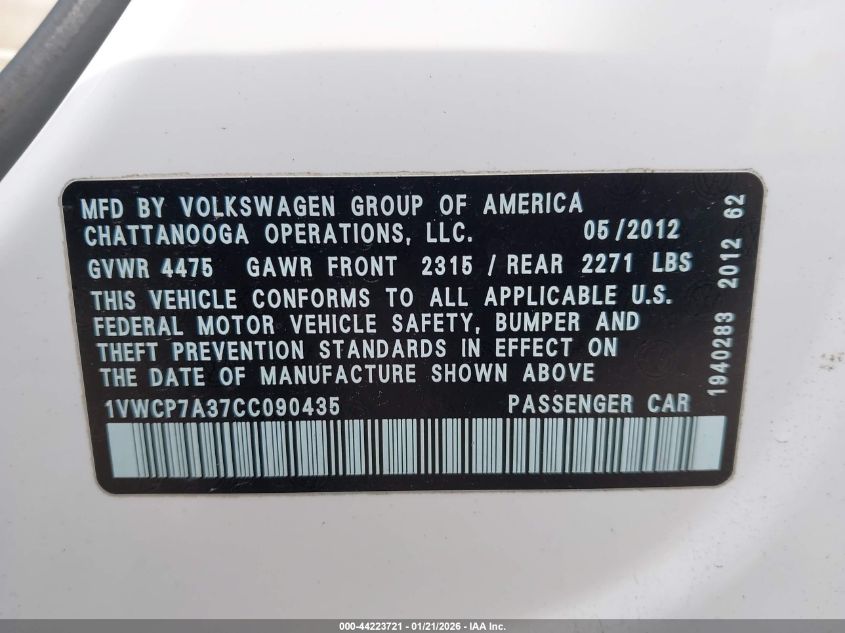 MFD BY VOLKSWAGEN GROUP OF AMERICA
CHATTANOOGA OPERATIONS, LLC. 05/2012
GVWR 4475 GAWR FRONT 2315 / REAR 2271 LBS
THIS VEHICLE CONFORMS TO ALL APPLICABLE U.S.
FEDERAL MOTOR VEHICLE SAFETY, BUMPER AND
THEFT PREVENTION STANDARDS IN EFFECT ON
THE DATE OF MANUFACTURE SHOWN ABOVE
1VWCP7A37CC090435 PASSENGER CAR
1940283 2012 62
000-44223721 - 01/21/2026 - IAA Inc.